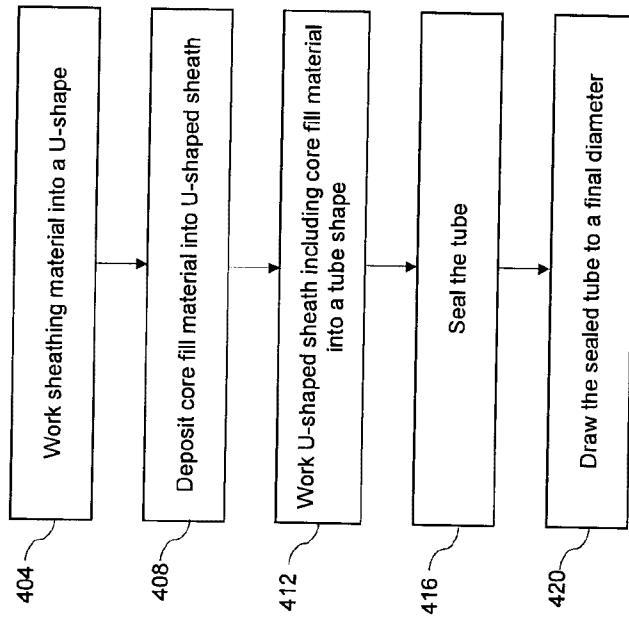 404
Work sheathing material into a U-shape
408
Deposit core fill material into U-shaped sheath
412
Work U-shaped sheath including core fill material
into a tube shape
416
Seal the tube
420
Draw the sealed tube to a final diameter